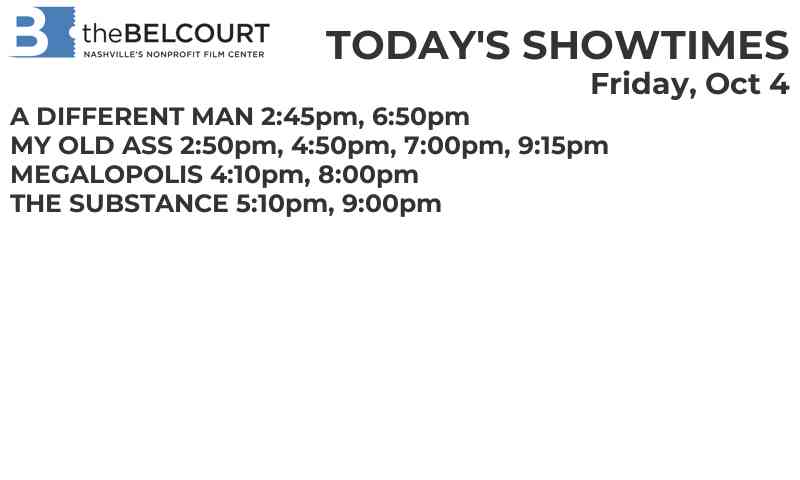 B theBELCOURT
NASHVILLE'S NONPROFIT FILM CENTER
TODAY'S SHOWTIMES
Friday, Oct 4
A DIFFERENT MAN 2:45pm, 6:50pm
MY OLD ASS 2:50pm, 4:50pm, 7:00pm, 9:15pm
MEGALOPOLIS 4:10pm, 8:00pm
THE SUBSTANCE 5:10pm, 9:00pm